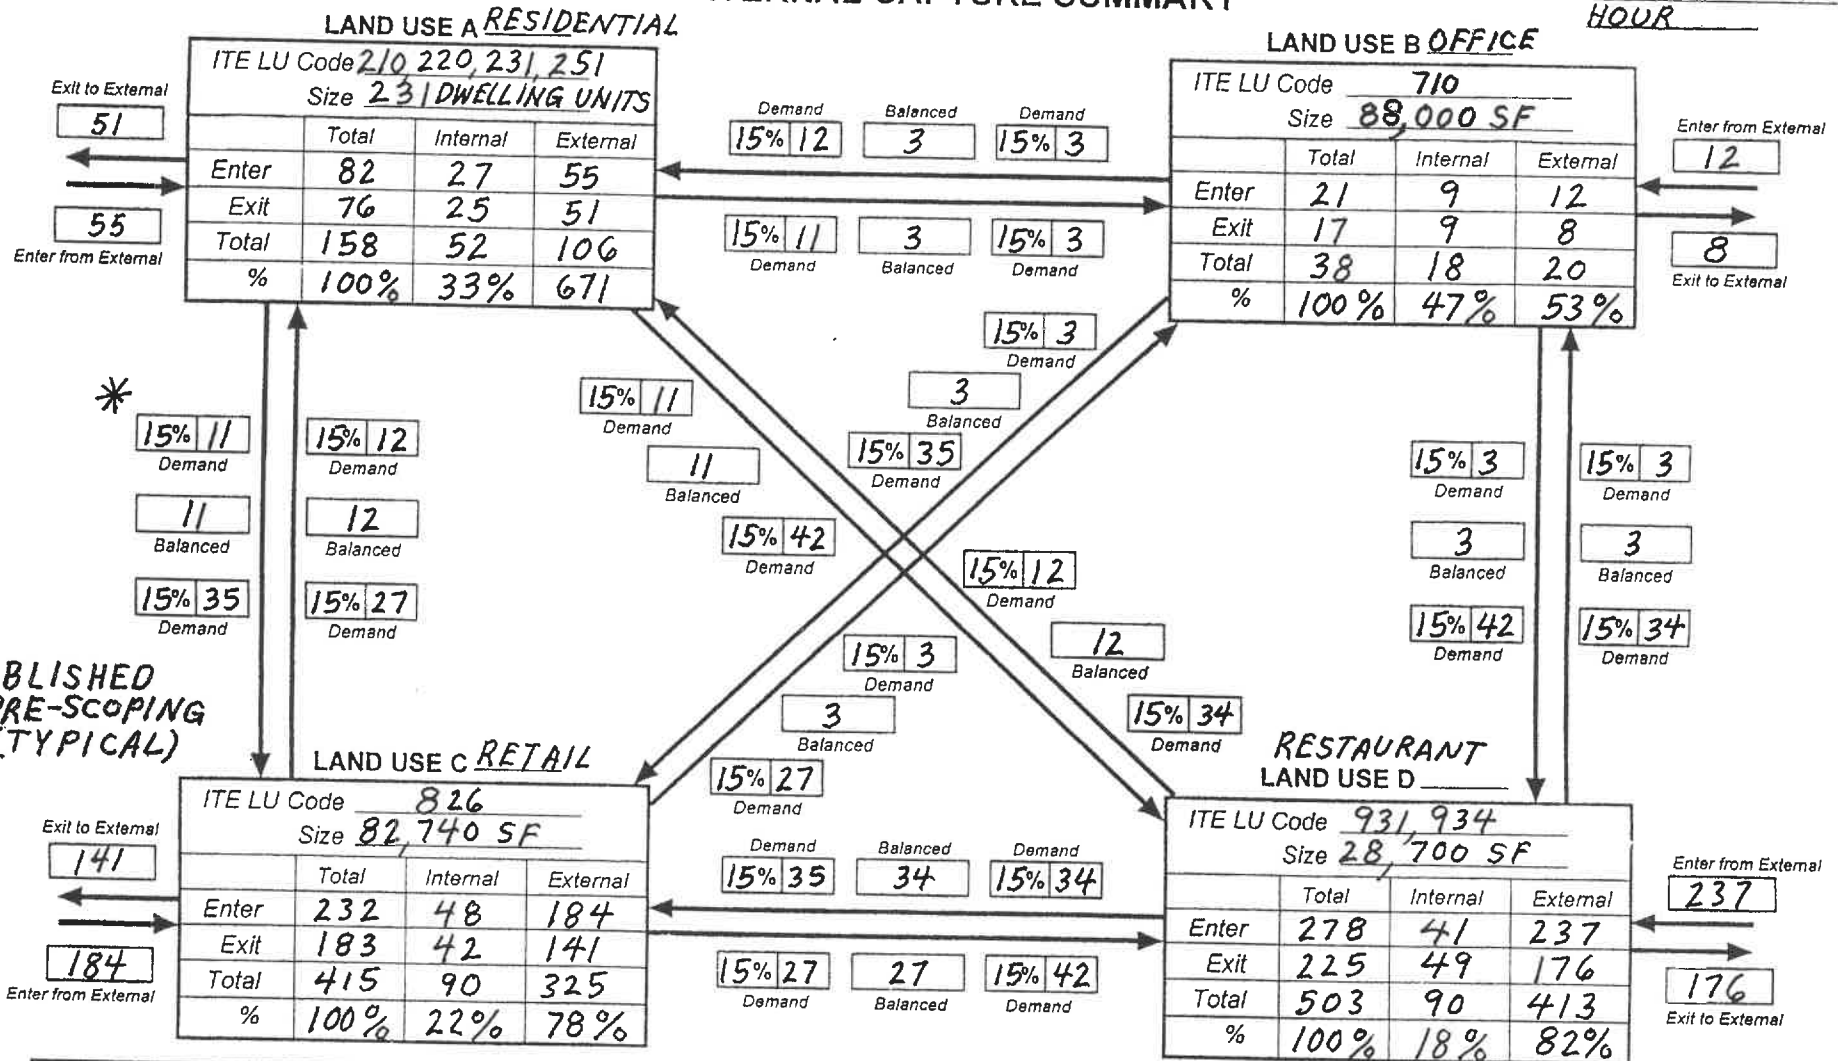 CAPTURE SUMMARY
HOUR
LAND USE A RESIDENTIAL
ITE LU Code 210, 220, 231, 251
Size 231 DWELLING UNITS
Total Internal External
Enter 82 27 55
Exit 76 25 51
Total 158 52 106
% 100% 33% 671
Exit to External
51
55
Enter from External
Demand Balanced Demand
15% 12 3 15% 3
15% 11 3 15% 3
Demand Balanced Demand
LAND USE B OFFICE
ITE LU Code 710
Size 88,000 SF
Total Internal External
Enter 21 9 12
Exit 17 9 8
Total 38 18 20
% 100% 47% 53%
Enter from External
12
8
Exit to External
*
15% 11
Demand
11
Balanced
15% 35
Demand
15% 12
Demand
12
Balanced
15% 27
Demand
15% 11
Demand
11
Balanced
15% 42
Demand
15% 3
Demand
3
Balanced
15% 35
Demand
15% 12
Demand
12
Balanced
15% 34
Demand
15% 3
Demand
3
Balanced
15% 27
Demand
15% 3
Demand
3
Balanced
15% 42
Demand
15% 3
Demand
3
Balanced
15% 34
Demand
BLISHED
PRE-SCOPING
(TYPICAL)
LAND USE C RETAIL
ITE LU Code 826
Size 82,740 SF
Total Internal External
Enter 232 48 184
Exit 183 42 141
Total 415 90 325
% 100% 22% 78%
Exit to External
141
184
Enter from External
Demand Balanced Demand
15% 35 34 15% 34
15% 27 27 15% 42
Demand Balanced Demand
RESTAURANT
LAND USE D
ITE LU Code 931, 934
Size 28,700 SF
Total Internal External
Enter 278 41 237
Exit 225 49 176
Total 503 90 413
% 100% 18% 82%
Enter from External
237
176
Exit to External